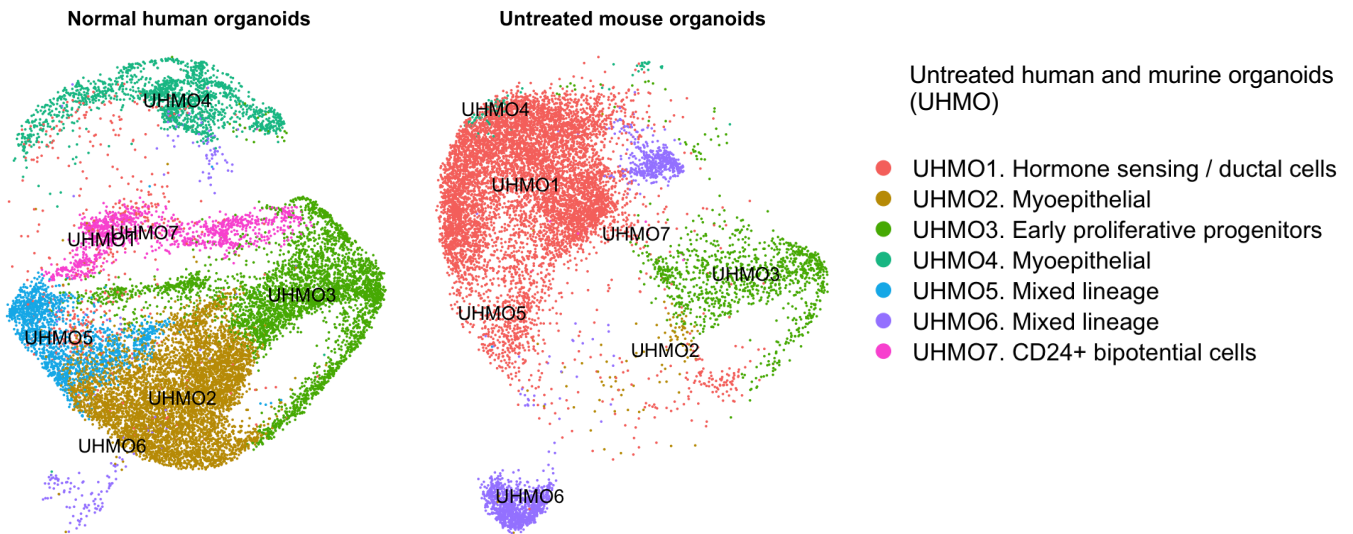 Normal human organoids
Untreated mouse organoids
Untreated human and murine organoids
(UHMO)
UHMO1. Hormone sensing / ductal cells
UHMO2. Myoepithelial
UHMO3. Early proliferative progenitors
UHMO4. Myoepithelial
UHMO5. Mixed lineage
UHMO6. Mixed lineage
UHMO7. CD24+ bipotential cells
UHMO4
UHMO1
UHMO7
UHMO3
UHMO5
UHMO2
UHMO6
UHMO4
UHMO1
UHMO7
UHMO3
UHMO5
UHMO2
UHMO6